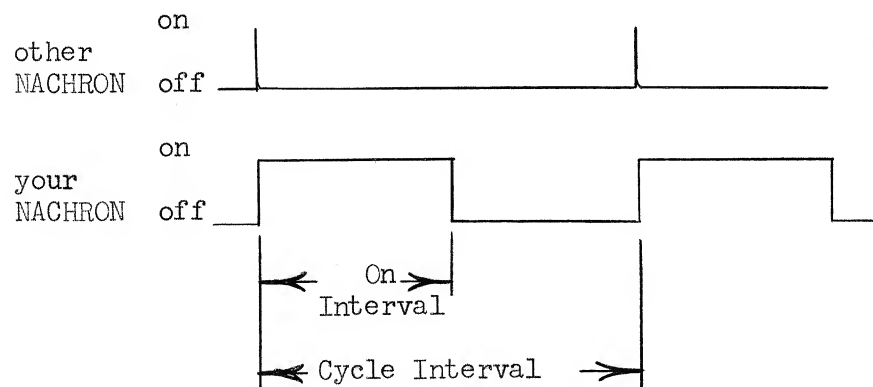 on
other
NACHRON off
on
your
NACHRON off
On
Interval
Cycle Interval